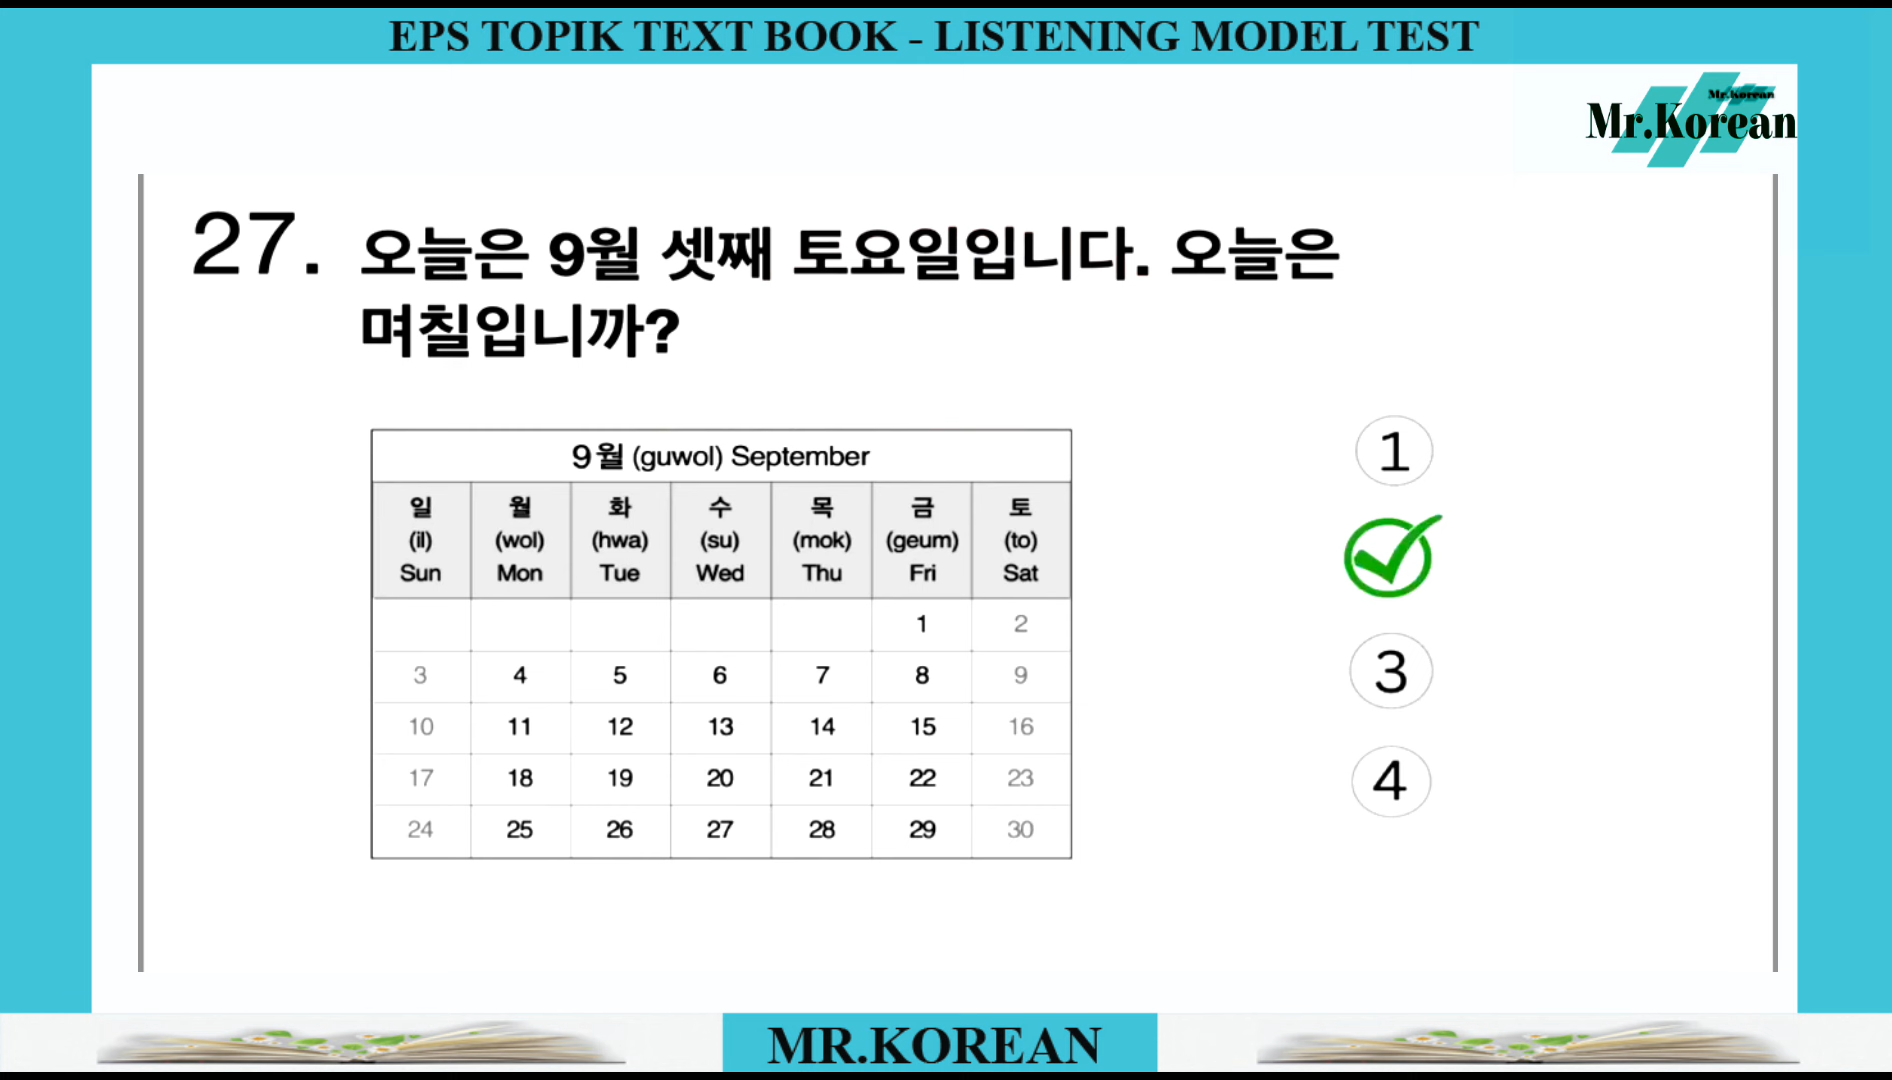 EPS TOPIK TEXT BOOK - LISTENING MODEL TEST
Mr.Korean
Mr.Korean
27. 오늘은 9월 셋째 토요일입니다. 오늘은
며칠입니까?
9월 (guwol) September
일 월 화 수 목 금 토
(il) (wol) (hwa) (su) (mok) (geum) (to)
Sun Mon Tue Wed Thu Fri Sat
1 2
3 4 5 6 7 8 9
10 11 12 13 14 15 16
17 18 19 20 21 22 23
24 25 26 27 28 29 30
1
3
4
MR.KOREAN